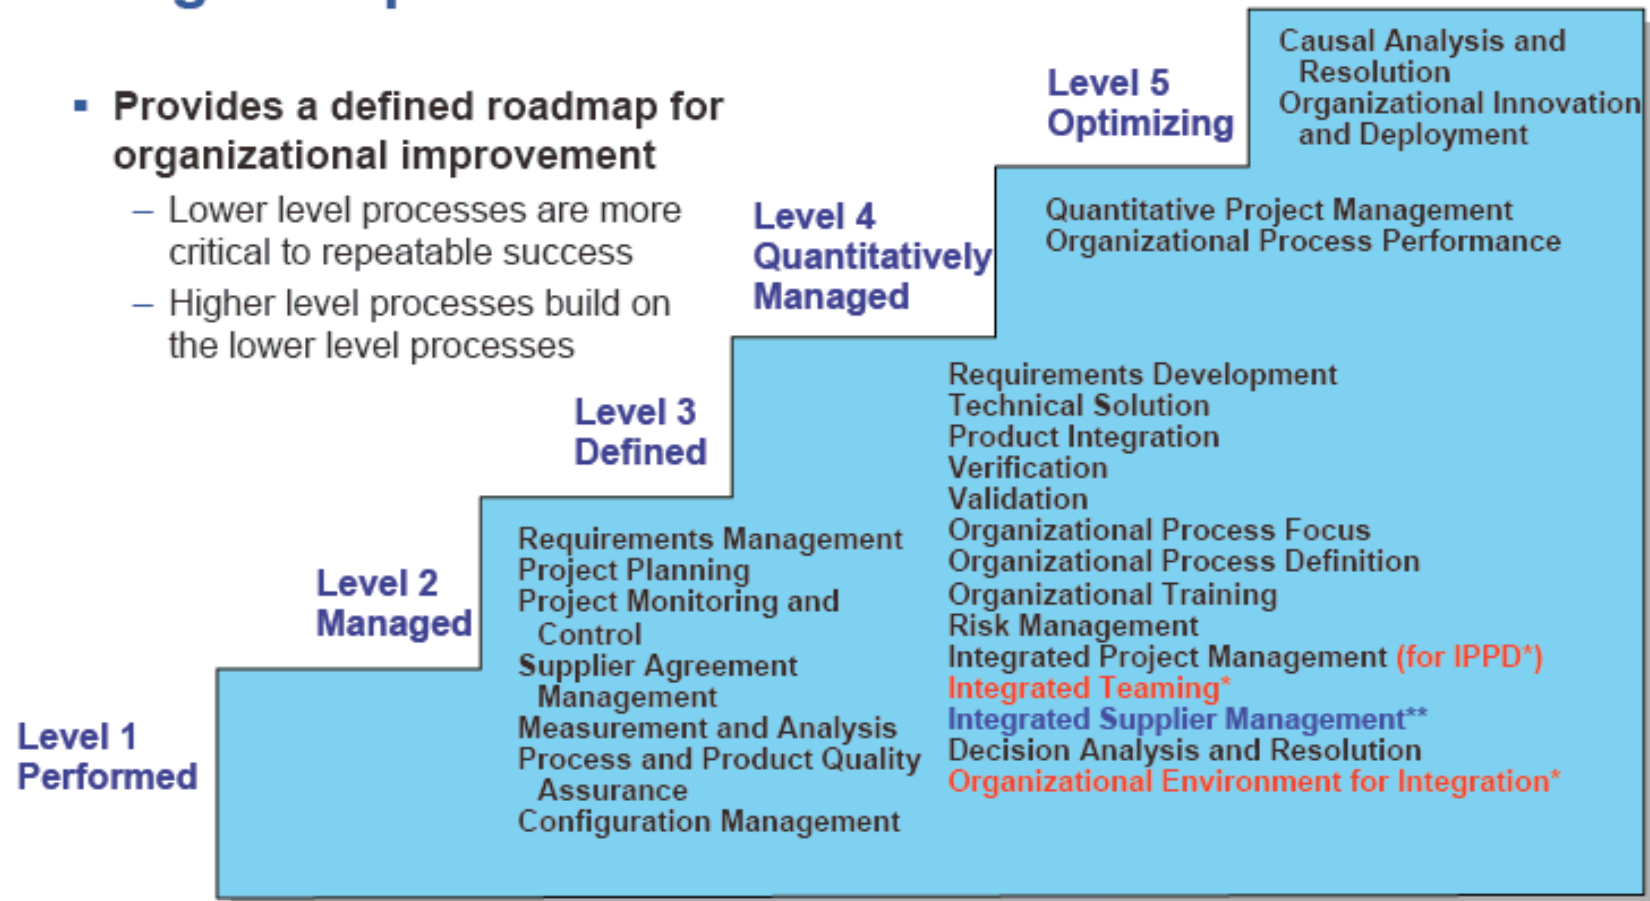 ▪ Provides a defined roadmap for
organizational improvement
– Lower level processes are more
critical to repeatable success
– Higher level processes build on
the lower level processes
Level 5
Optimizing
Causal Analysis and
Resolution
Organizational Innovation
and Deployment
Level 4
Quantitatively
Managed
Quantitative Project Management
Organizational Process Performance
Level 3
Defined
Requirements Development
Technical Solution
Product Integration
Verification
Validation
Organizational Process Focus
Organizational Process Definition
Organizational Training
Risk Management
Integrated Project Management (for IPPD*)
Integrated Teaming*
Integrated Supplier Management**
Decision Analysis and Resolution
Organizational Environment for Integration*
Level 2
Managed
Requirements Management
Project Planning
Project Monitoring and
Control
Supplier Agreement
Management
Measurement and Analysis
Process and Product Quality
Assurance
Configuration Management
Level 1
Performed